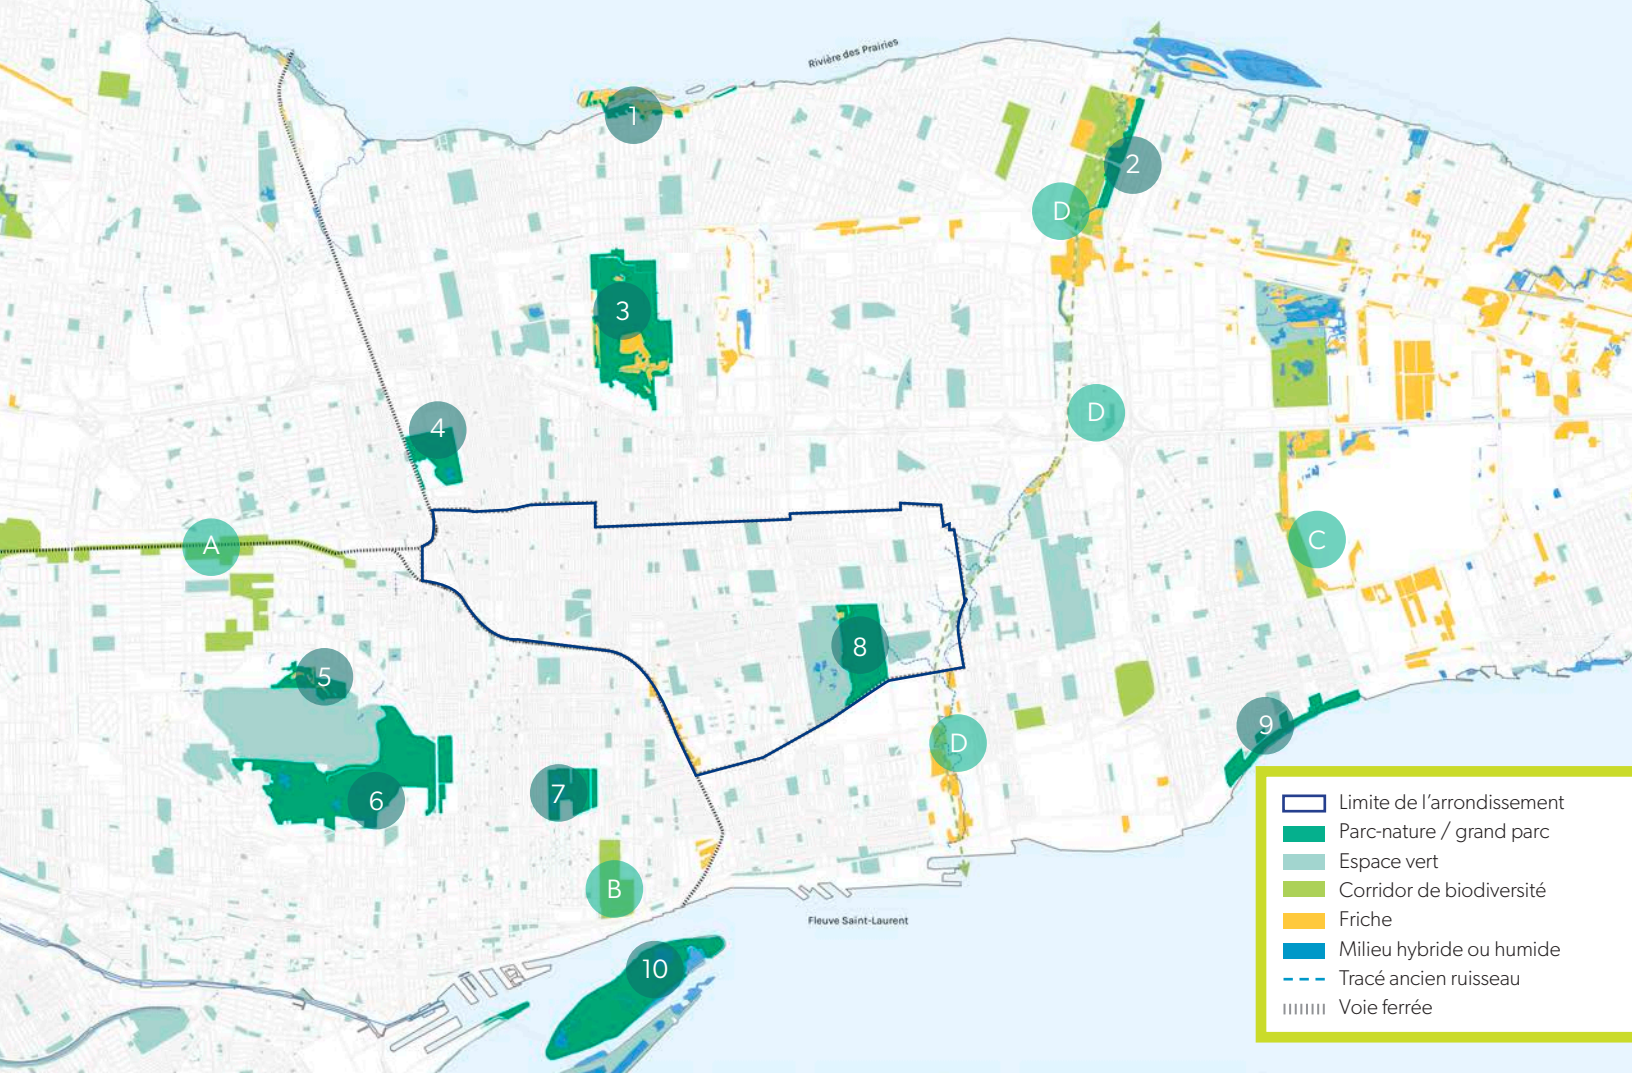 Rivière des Prairies
1
2
D
3
D
4
A
C
5
8
9
D
6
7
B
Fleuve Saint-Laurent
10
Limite de l'arrondissement
Parc-nature / grand parc
Espace vert
Corridor de biodiversité
Friche
Milieu hybride ou humide
Tracé ancien ruisseau
Voie ferrée